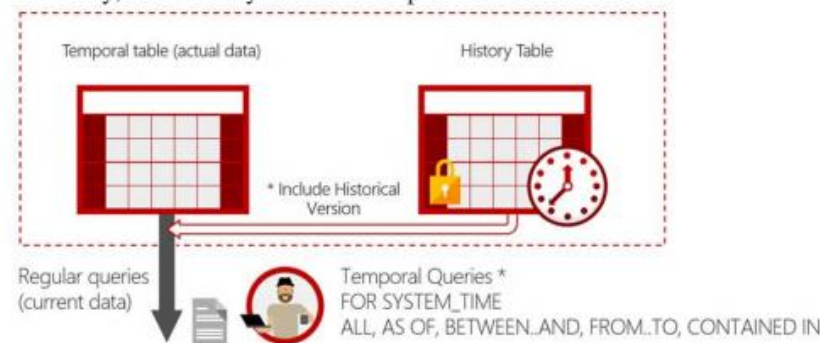 Temporal table (actual data)
History Table
* Include Historical
Version
Regular queries
(current data)
Temporal Queries *
FOR SYSTEM_TIME
ALL, AS OF, BETWEEN..AND, FROM..TO, CONTAINED IN